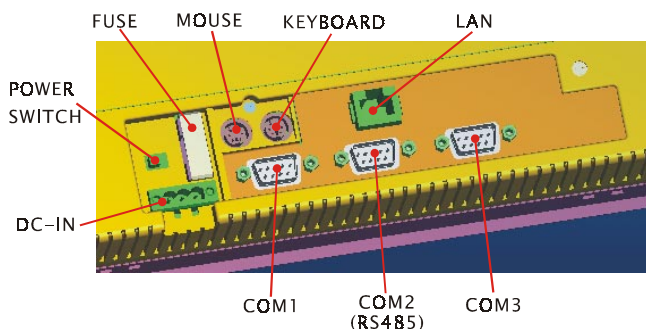 FUSE MOUSE KEYBOARD LAN
POWER
SWITCH
DC-IN
COM1 COM2 COM3
(RS485)